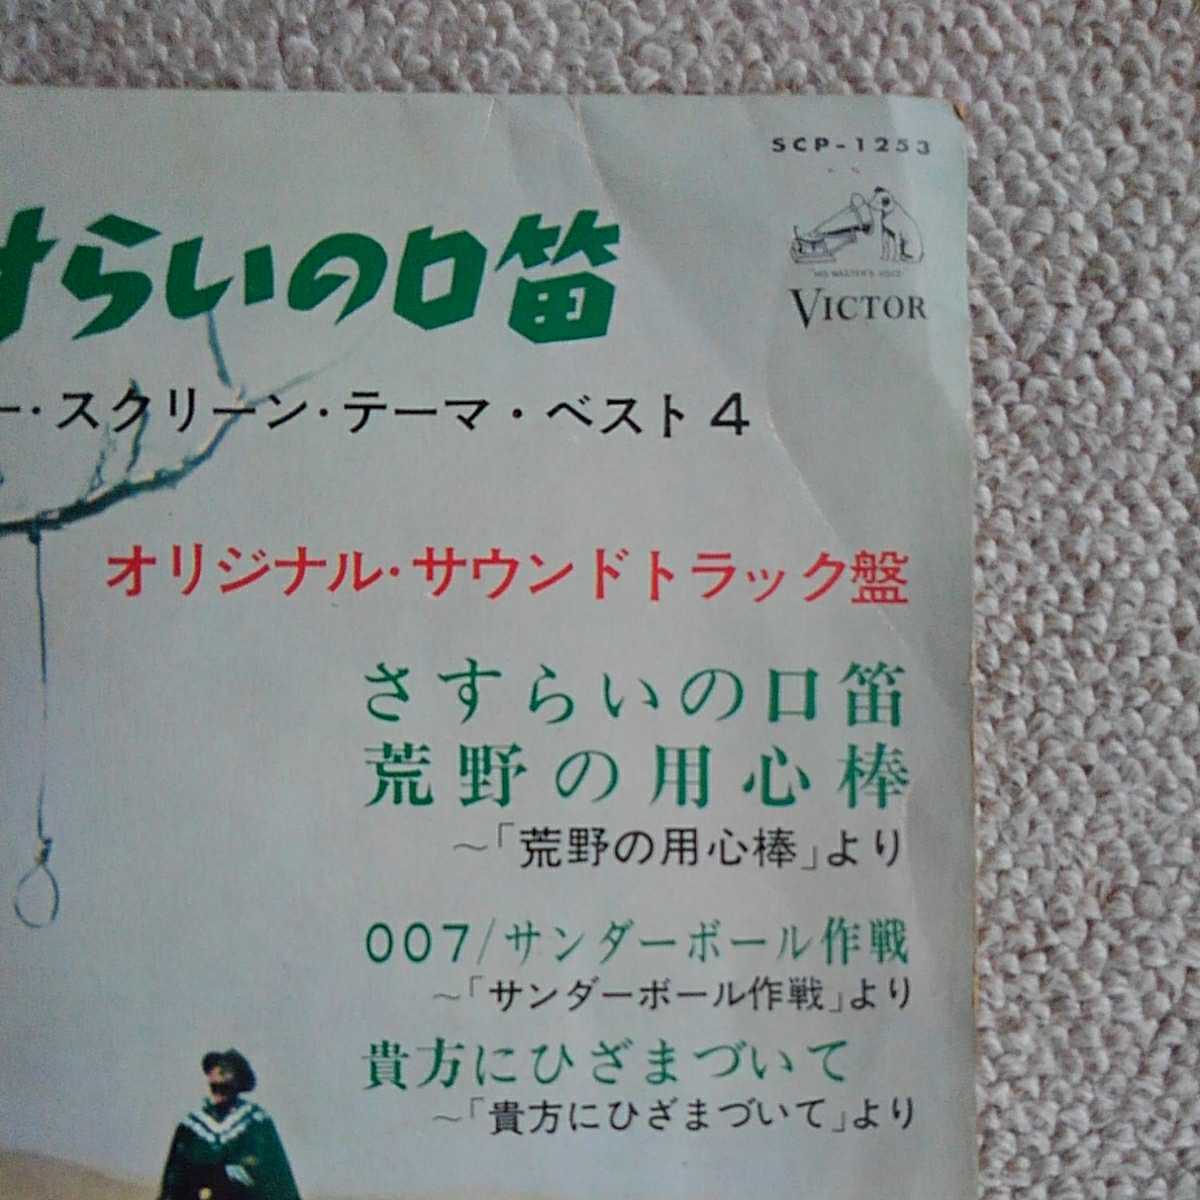 SCP-1253
"HIS MASTER'S VOICE"
VICTOR
すらいの口笛
ー・スクリーン・テーマ・ベスト4
オリジナル・サウンドトラック盤
さすらいの口笛
荒野の用心棒
～「荒野の用心棒」より
007/サンダーボール作戦
～「サンダーボール作戦」より
貴方にひざまづいて
～「貴方にひざまづいて」より